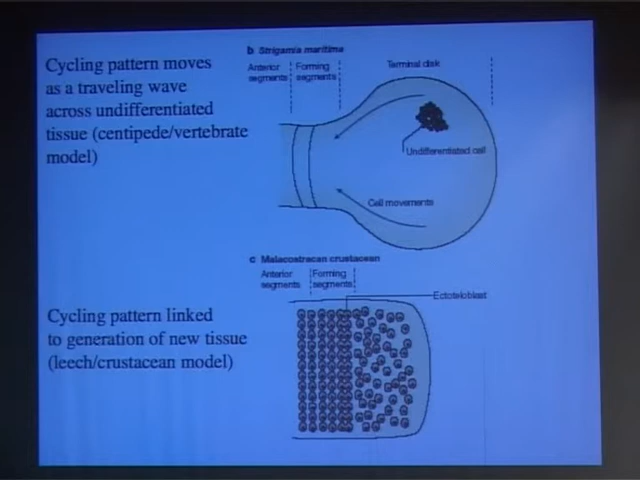 Cycling pattern moves
as a traveling wave
across undifferentiated
tissue (centipede/vertebrate
model)
b Strigamia maritima
Anterior segments
Forming segments
Terminal disk
Undifferentiated cell
Cell movements
c Malacostracan crustacean
Anterior segments
Forming segments
Ectoteloblast
Cycling pattern linked
to generation of new tissue
(leech/crustacean model)